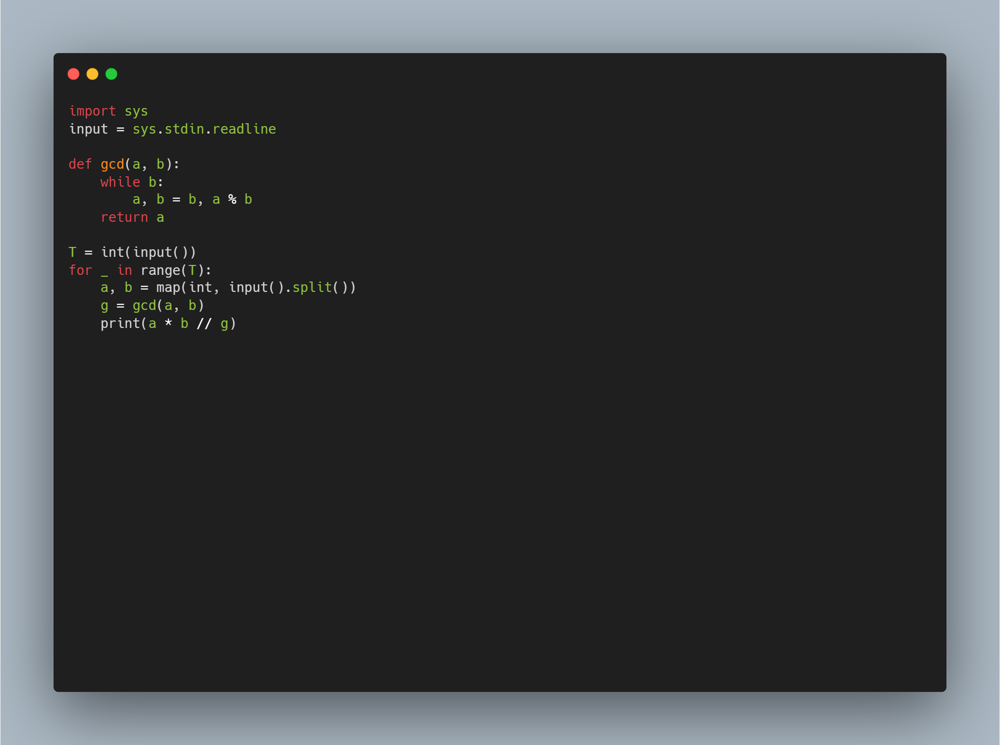 import sys
input = sys.stdin.readline

def gcd(a, b):
    while b:
        a, b = b, a % b
    return a

T = int(input())
for _ in range(T):
    a, b = map(int, input().split())
    g = gcd(a, b)
    print(a * b // g)